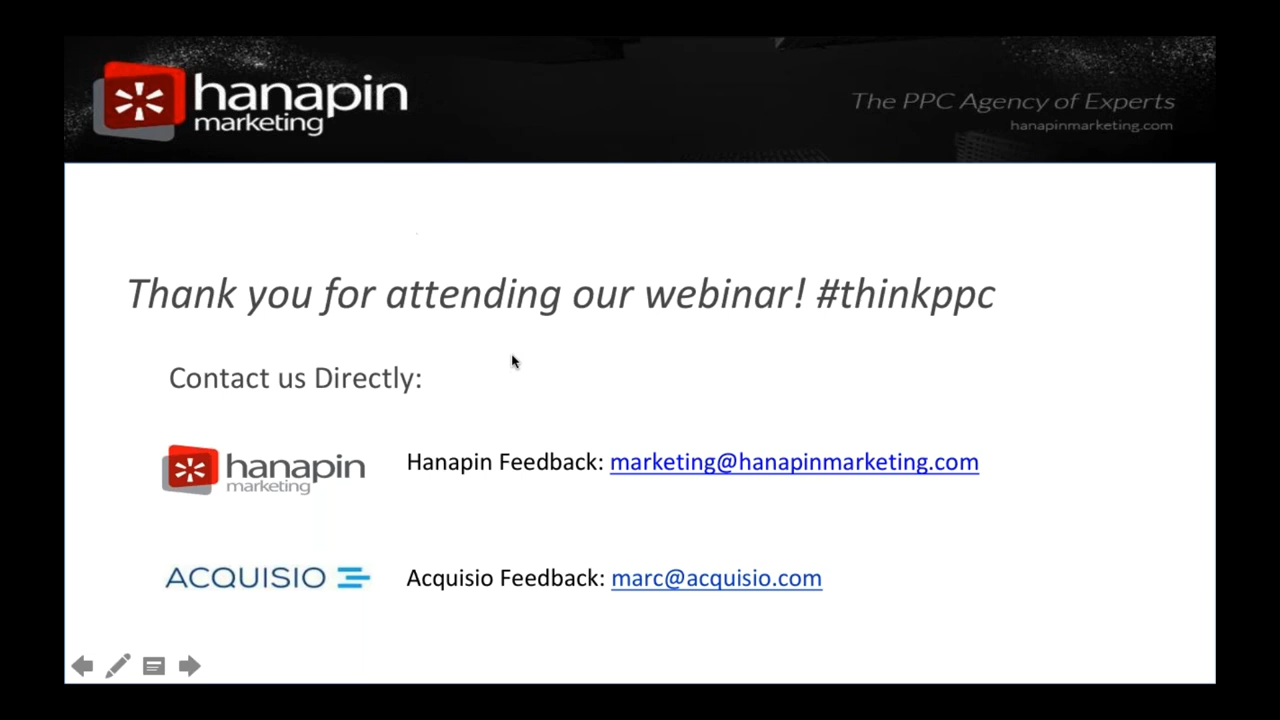 hanapin
marketing
The PPC Agency of Experts
hanapinmarketing.com
Thank you for attending our webinar! #thinkppc
Contact us Directly:
hanapin
marketing
Hanapin Feedback: marketing@hanapinmarketing.com
ACQUISIO
Acquisio Feedback: marc@acquisio.com